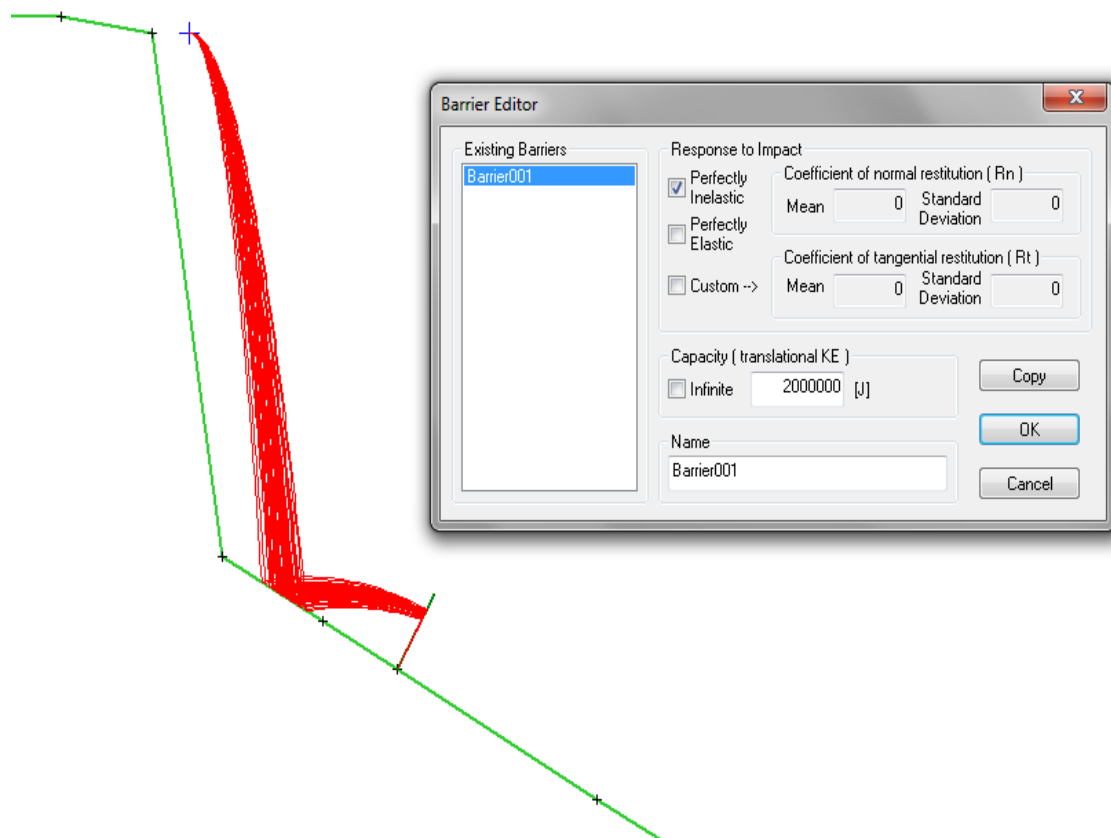 Barrier Editor
X
Existing Barriers
Barrier001
Response to Impact
Perfectly
Inelastic
Perfectly
Elastic
Custom -->
Coefficient of normal restitution ( Rn )
Mean 0 Standard Deviation 0
Coefficient of tangential restitution ( Rt )
Mean 0 Standard Deviation 0
Capacity ( translational KE )
Infinite 2000000 [J]
Name
Barrier001
Copy
OK
Cancel